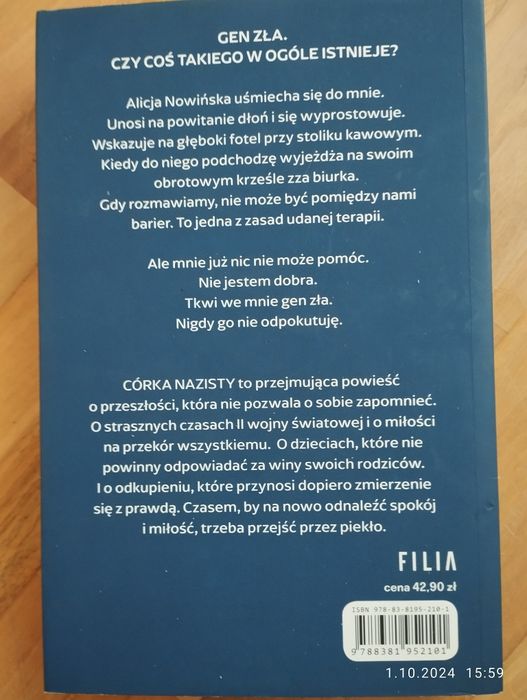 GEN ZŁA.
CZY COŚ TAKIEGO W OGÓLE ISTNIEJE?
Alicja Nowińska uśmiecha się do mnie.
Unosi na powitanie dłoń i się wyprostowuje.
Wskazuje na głęboki fotel przy stoliku kawowym.
Kiedy do niego podchodzę wyjeżdża na swoim
obrotowym krześle zza biurka.
Gdy rozmawiamy, nie może być pomiędzy nami
barier. To jedna z zasad udanej terapii.
Ale mnie już nic nie może pomóc.
Nie jestem dobra.
Tkwi we mnie gen zła.
Nigdy go nie odpokutuję.
CÓRKA NAZISTY to przejmująca powieść
o przeszłości, która nie pozwala o sobie zapomnieć.
O strasznych czasach II wojny światowej i o miłości
na przekór wszystkiemu. O dzieciach, które nie
powinny odpowiadać za winy swoich rodziców.
I o odkupieniu, które przynosi dopiero zmierzenie
się z prawdą. Czasem, by na nowo odnaleźć spokój
i miłość, trzeba przejść przez piekło.
FILIA
cena 42,90 zł
ISBN 978-83-8195-210-1
9 788381 952101
1.10.2024 15:59